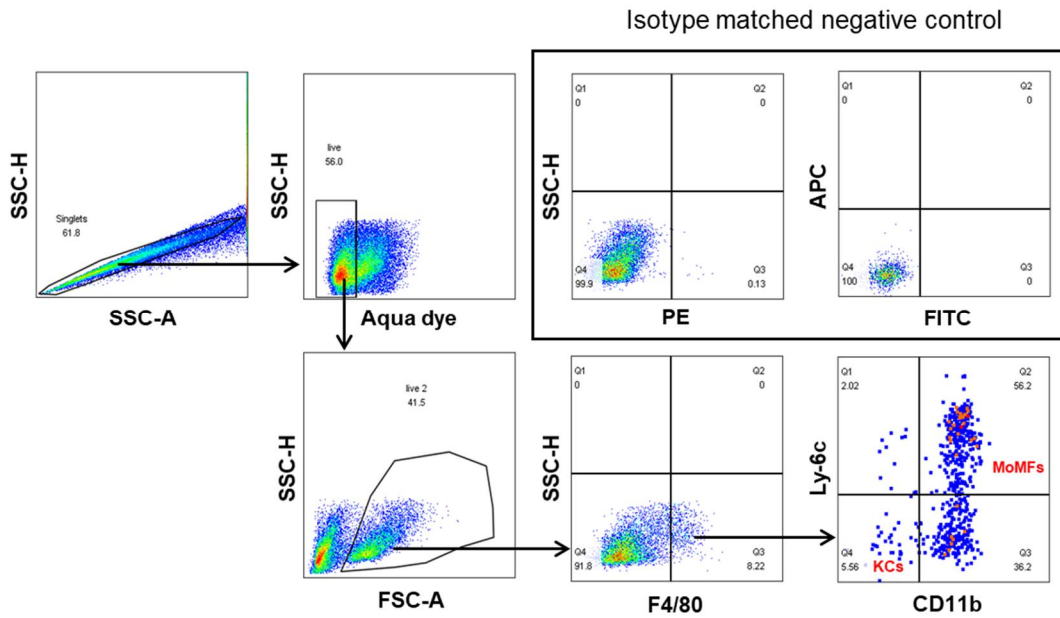 Isotype matched negative control
SSC-H
Singlets
61.8
SSC-A
SSC-H
live
56.0
Aqua dye
SSC-H
Q1
0
Q2
0
Q4
99.9
Q3
0.13
PE
APC
Q1
0
Q2
0
Q4
100
Q3
0
FITC
SSC-H
live 2
41.5
FSC-A
SSC-H
Q1
0
Q2
0
Q4
91.8
Q3
8.22
F4/80
Ly-6c
Q1
2.02
Q2
56.2
MoMFs
Q4
5.56
KCs
Q3
36.2
CD11b